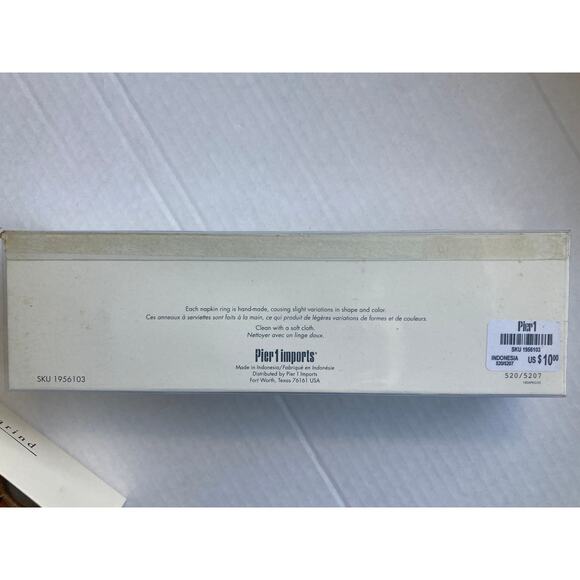 Each napkin ring is hand-made, causing slight variations in shape and color.
Ces anneaux à serviettes sont faits à la main, ce qui produit de légères variations de formes et de couleurs.
Clean with a soft cloth.
Nettoyer avec un linge doux.
Pier 1 imports®
Made in Indonesia/Fabriqué en Indonésie
Distributed by Pier 1 Imports
Fort Worth, Texas 76161 USA
SKU 1956103
Pier 1
SKU 1956103
INDONESIA US $10.00
520/5207
520/5207